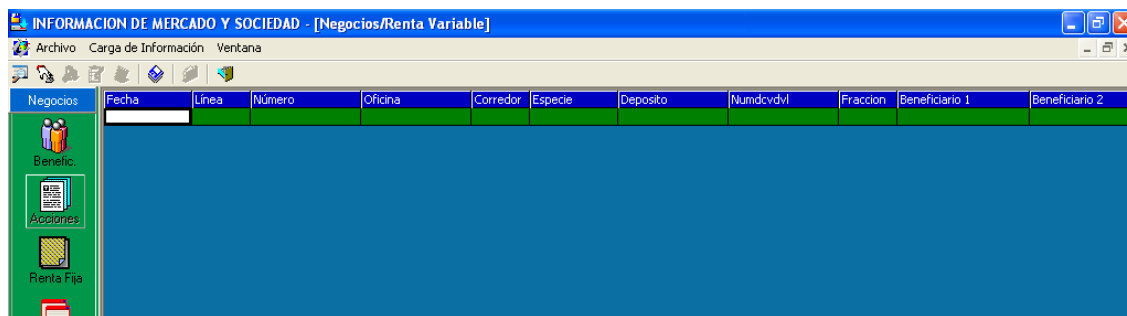 INFORMACION DE MERCADO Y SOCIEDAD - [Negocios/Renta Variable]
Archivo Carga de Información Ventana
Negocios Fecha Línea Número Oficina Corredor Especie Deposito Numdcvdvl Fraccion Beneficiario 1 Beneficiario 2
Benefic.
Acciones
Renta Fija